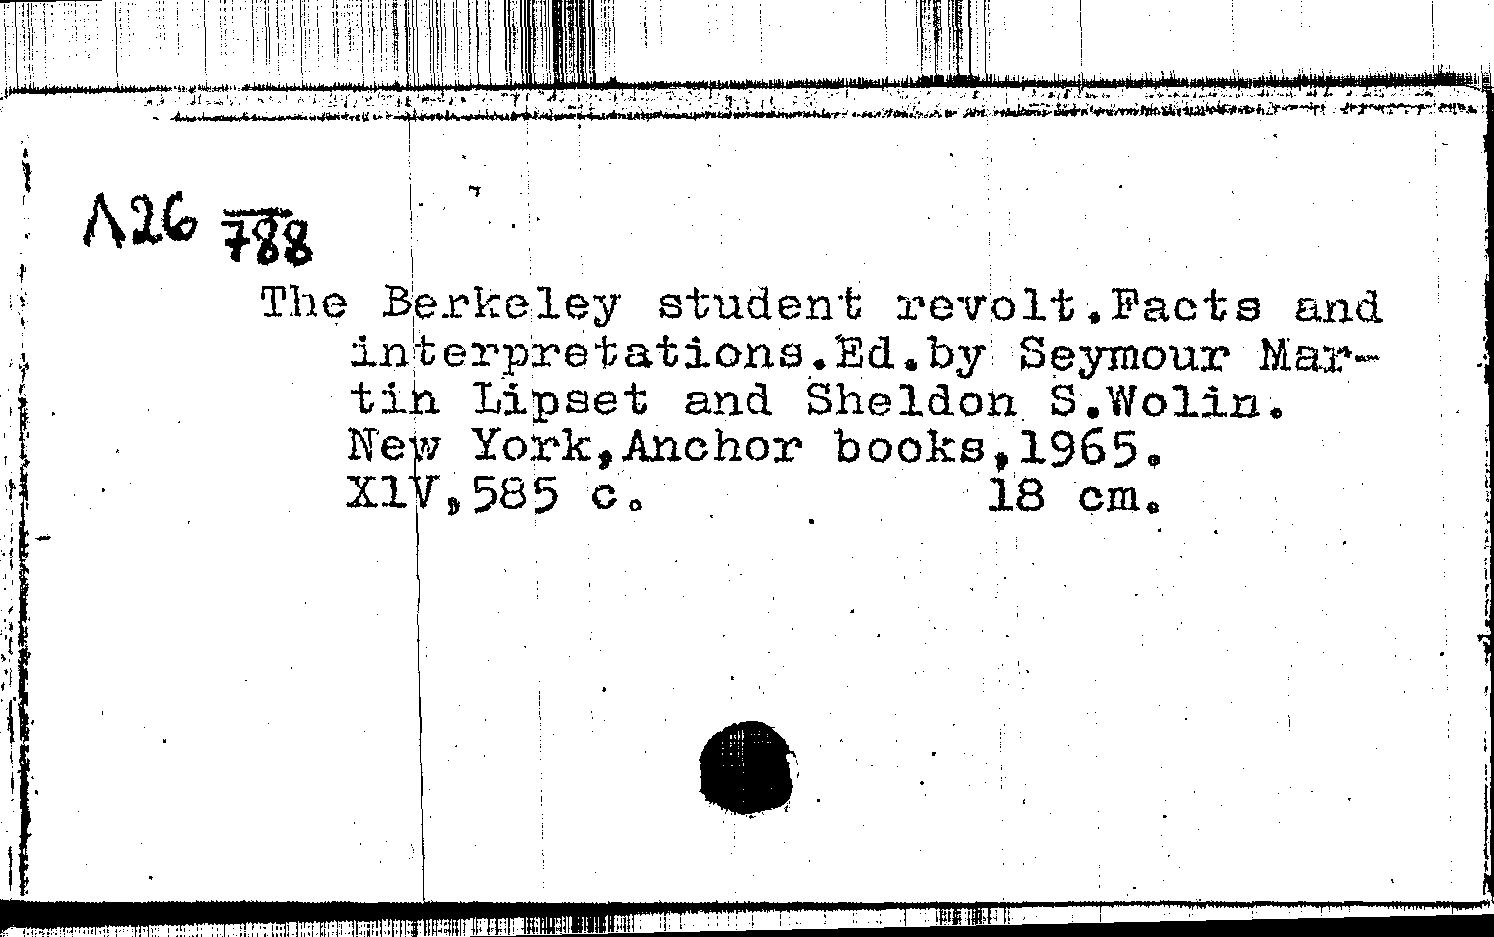 Λ26 788
The Berkeley student revolt.Facts and
interpretations.Ed.by Seymour Mar-
tin Lipset and Sheldon S.Wolin.
New York,Anchor books,1965.
X1V,585 c. 18 cm.